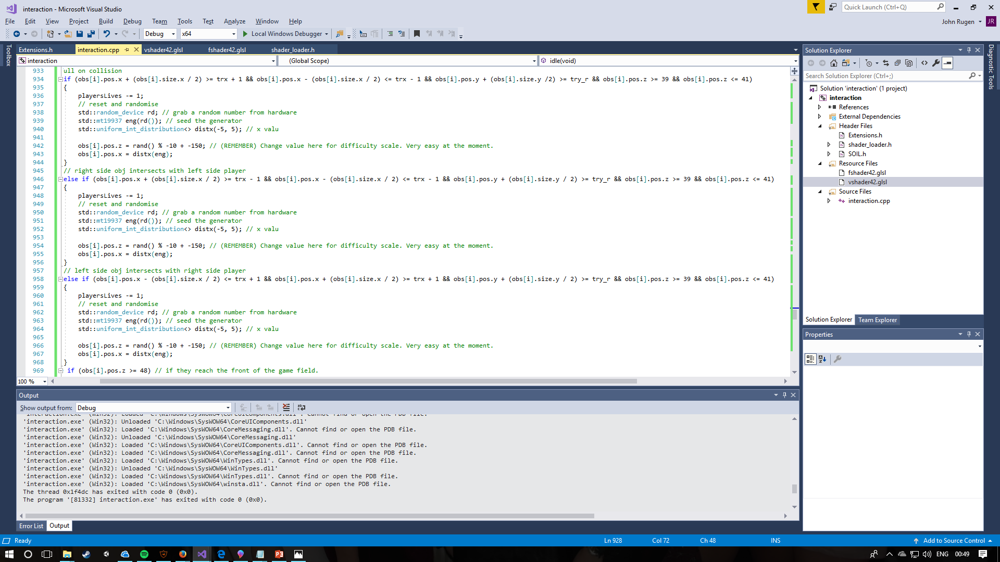 interaction - Microsoft Visual Studio
Quick Launch (Ctrl+Q)
File Edit View Project Build Debug Team Tools Test Analyze Window Help
John Rugen JR
Debug x64 Local Windows Debugger
Toolbox
Extensions.h interaction.cpp vshader42.glsl fshader42.glsl shader_loader.h
interaction (Global Scope) idle(void)
933 ull on collision
934 if (obs[i].pos.x + (obs[i].size.x / 2) >= trx + 1 && obs[i].pos.x - (obs[i].size.x / 2) <= trx - 1 && obs[i].pos.y + (obs[i].size.y /2) >= try_r && obs[i].pos.z >= 39 && obs[i].pos.z <= 41)
935 {
936 playersLives -= 1;
937 // reset and randomise
938 std::random_device rd; // grab a random number from hardware
939 std::mt19937 eng(rd()); // seed the generator
940 std::uniform_int_distribution<> distx(-5, 5); // x valu
941
942 obs[i].pos.z = rand() % -10 + -150; // (REMEMBER) Change value here for difficulty scale. Very easy at the moment.
943 obs[i].pos.x = distx(eng);
944 }
945 // right side obj intersects with left side player
946 else if (obs[i].pos.x + (obs[i].size.x / 2) >= trx - 1 && obs[i].pos.x - (obs[i].size.x / 2) <= trx - 1 && obs[i].pos.y + (obs[i].size.y / 2) >= try_r && obs[i].pos.z >= 39 && obs[i].pos.z <= 41)
947 {
948 playersLives -= 1;
949 // reset and randomise
950 std::random_device rd; // grab a random number from hardware
951 std::mt19937 eng(rd()); // seed the generator
952 std::uniform_int_distribution<> distx(-5, 5); // x valu
953
954 obs[i].pos.z = rand() % -10 + -150; // (REMEMBER) Change value here for difficulty scale. Very easy at the moment.
955 obs[i].pos.x = distx(eng);
956 }
957 // left side obj intersects with right side player
958 else if (obs[i].pos.x - (obs[i].size.x / 2) <= trx + 1 && obs[i].pos.x + (obs[i].size.x / 2) >= trx + 1 && obs[i].pos.y + (obs[i].size.y / 2) >= try_r && obs[i].pos.z >= 39 && obs[i].pos.z <= 41)
959 {
960 playersLives -= 1;
961 // reset and randomise
962 std::random_device rd; // grab a random number from hardware
963 std::mt19937 eng(rd()); // seed the generator
964 std::uniform_int_distribution<> distx(-5, 5); // x valu
965
966 obs[i].pos.z = rand() % -10 + -150; // (REMEMBER) Change value here for difficulty scale. Very easy at the moment.
967 obs[i].pos.x = distx(eng);
968 }
969 if (obs[i].pos.z >= 48) // if they reach the front of the game field.
100 %
Output
Show output from: Debug
'interaction.exe' (Win32): Loaded 'C:\Windows\SysWOW64\CoreUIComponents.dll'. Cannot find or open the PDB file.
'interaction.exe' (Win32): Unloaded 'C:\Windows\SysWOW64\CoreUIComponents.dll'
'interaction.exe' (Win32): Loaded 'C:\Windows\SysWOW64\CoreMessaging.dll'. Cannot find or open the PDB file.
'interaction.exe' (Win32): Unloaded 'C:\Windows\SysWOW64\CoreMessaging.dll'
'interaction.exe' (Win32): Loaded 'C:\Windows\SysWOW64\CoreUIComponents.dll'. Cannot find or open the PDB file.
'interaction.exe' (Win32): Loaded 'C:\Windows\SysWOW64\CoreMessaging.dll'. Cannot find or open the PDB file.
'interaction.exe' (Win32): Loaded 'C:\Windows\SysWOW64\WinTypes.dll'. Cannot find or open the PDB file.
'interaction.exe' (Win32): Unloaded 'C:\Windows\SysWOW64\WinTypes.dll'
'interaction.exe' (Win32): Loaded 'C:\Windows\SysWOW64\WinTypes.dll'. Cannot find or open the PDB file.
'interaction.exe' (Win32): Loaded 'C:\Windows\SysWOW64\winsta.dll'. Cannot find or open the PDB file.
The thread 0x1f4dc has exited with code 0 (0x0).
The program '[81332] interaction.exe' has exited with code 0 (0x0).
Error List Output
Solution Explorer
Search Solution Explorer (Ctrl+;)
Solution 'interaction' (1 project)
interaction
References
External Dependencies
Header Files
Extensions.h
shader_loader.h
SOIL.h
Resource Files
fshader42.glsl
vshader42.glsl
Source Files
interaction.cpp
Solution Explorer Team Explorer
Properties
Diagnostic Tools
Ready Ln 928 Col 72 Ch 48 INS Add to Source Control
ENG 00:49